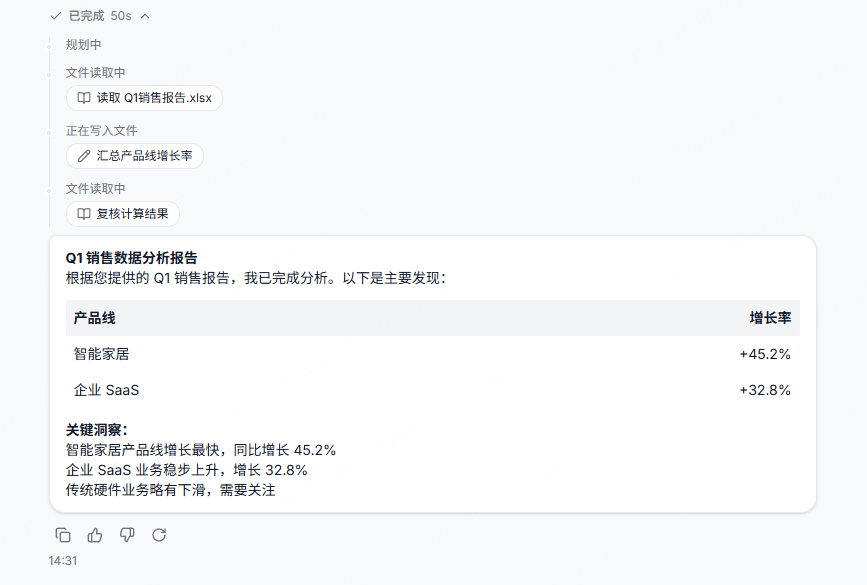 已完成 50s
规划中
文件读取中
读取 Q1销售报告.xlsx
正在写入文件
汇总产品线增长率
文件读取中
复核计算结果
Q1 销售数据分析报告
根据您提供的 Q1 销售报告，我已完成分析。以下是主要发现：
产品线 增长率
智能家居 +45.2%
企业 SaaS +32.8%
关键洞察：
智能家居产品线增长最快，同比增长 45.2%
企业 SaaS 业务稳步上升，增长 32.8%
传统硬件业务略有下滑，需要关注
14:31